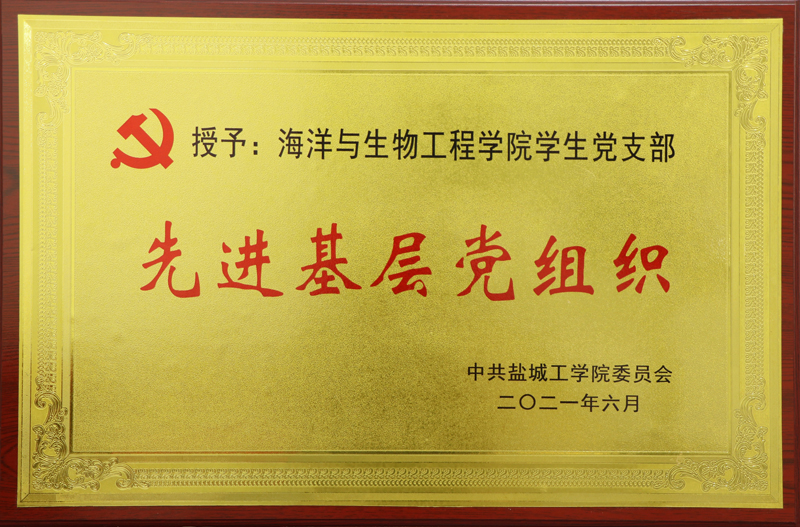 授予：海洋与生物工程学院学生党支部
先进基层党组织
中共盐城工学院委员会
二〇二一年六月